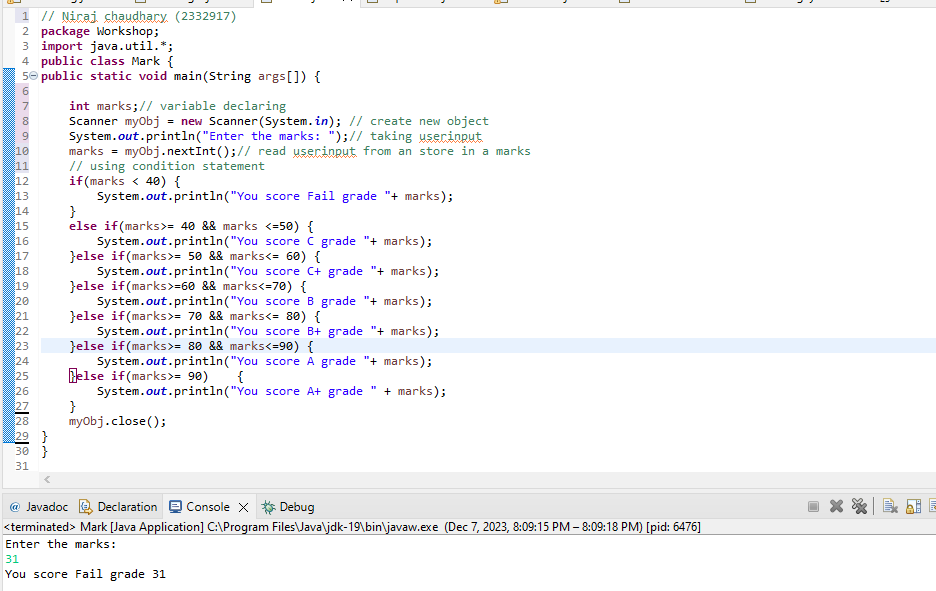 1 // Niraj chaudhary (2332917)
2 package Workshop;
3 import java.util.*;
4 public class Mark {
5 public static void main(String args[]) {
6
7 int marks;// variable declaring
8 Scanner myObj = new Scanner(System.in); // create new object
9 System.out.println("Enter the marks: ");// taking userinput
10 marks = myObj.nextInt();// read userinput from an store in a marks
11 // using condition statement
12 if(marks < 40) {
13 System.out.println("You score Fail grade "+ marks);
14 }
15 else if(marks>= 40 && marks <=50) {
16 System.out.println("You score C grade "+ marks);
17 }else if(marks>= 50 && marks<= 60) {
18 System.out.println("You score C+ grade "+ marks);
19 }else if(marks>=60 && marks<=70) {
20 System.out.println("You score B grade "+ marks);
21 }else if(marks>= 70 && marks<= 80) {
22 System.out.println("You score B+ grade "+ marks);
23 }else if(marks>= 80 && marks<=90) {
24 System.out.println("You score A grade "+ marks);
25 }else if(marks>= 90) {
26 System.out.println("You score A+ grade " + marks);
27 }
28 myObj.close();
29 }
30 }
31
@ Javadoc Declaration Console Debug
<terminated> Mark [Java Application] C:\Program Files\Java\jdk-19\bin\javaw.exe (Dec 7, 2023, 8:09:15 PM – 8:09:18 PM) [pid: 6476]
Enter the marks:
31
You score Fail grade 31